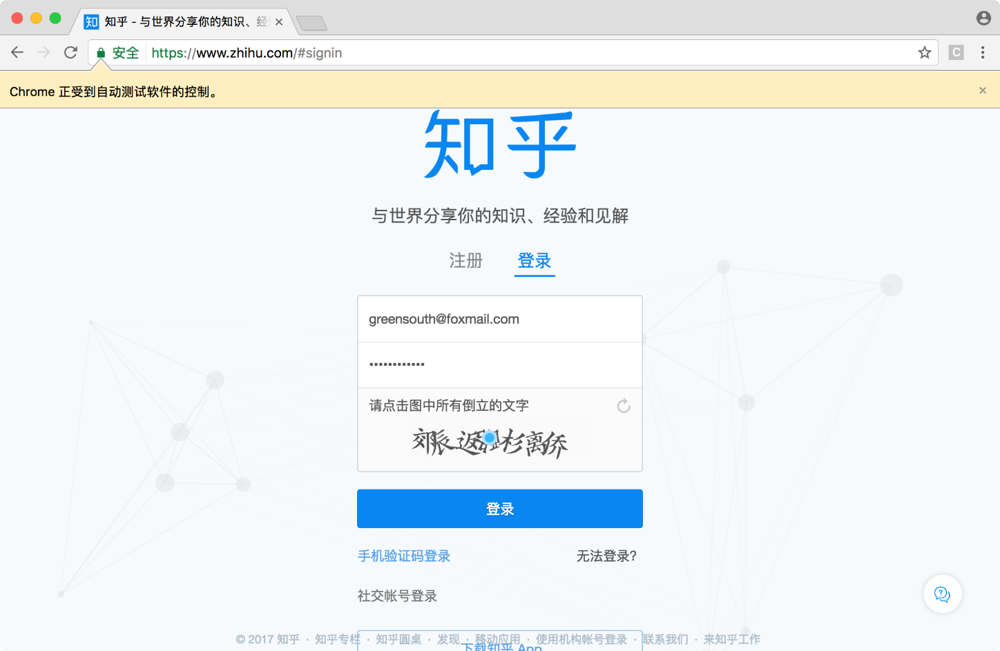 知 知乎 - 与世界分享你的知识、经
安全 https://www.zhihu.com/#signin
C
Chrome 正受到自动测试软件的控制。
知乎
与世界分享你的知识、经验和见解
注册 登录
greensouth@foxmail.com
••••••••••••
请点击图中所有倒立的文字
郊派返杉离侨
登录
手机验证码登录 无法登录?
社交帐号登录
© 2017 知乎 · 知乎专栏 · 知乎圆桌 · 发现 · 移动应用 · 使用机构帐号登录 · 联系我们 · 来知乎工作
下载知乎 App